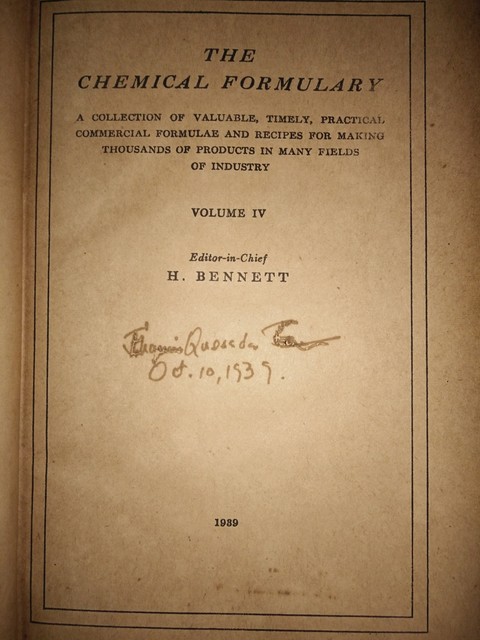 THE
CHEMICAL FORMULARY
A COLLECTION OF VALUABLE, TIMELY, PRACTICAL
COMMERCIAL FORMULAE AND RECIPES FOR MAKING
THOUSANDS OF PRODUCTS IN MANY FIELDS
OF INDUSTRY
VOLUME IV
Editor-in-Chief
H. BENNETT
Oct. 10, 1939.
1939